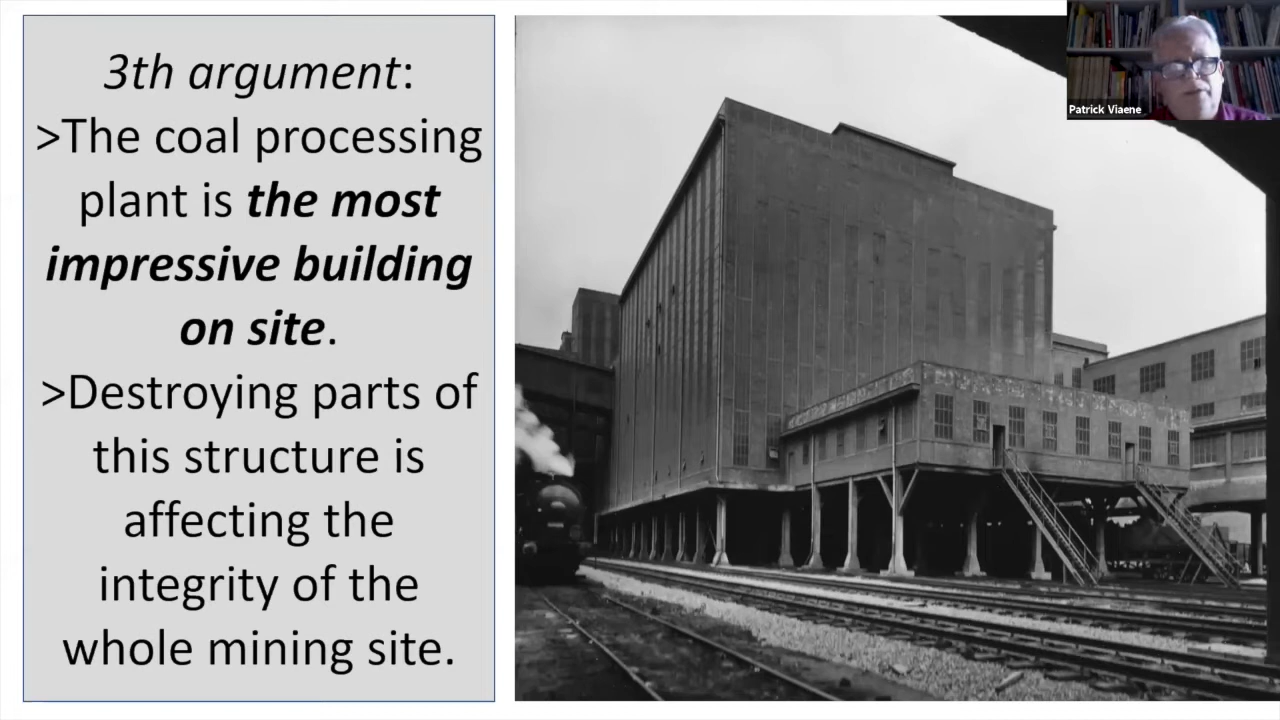 3th argument:
>The coal processing
plant is the most
impressive building
on site.
>Destroying parts of
this structure is
affecting the
integrity of the
whole mining site.
Patrick Viaene